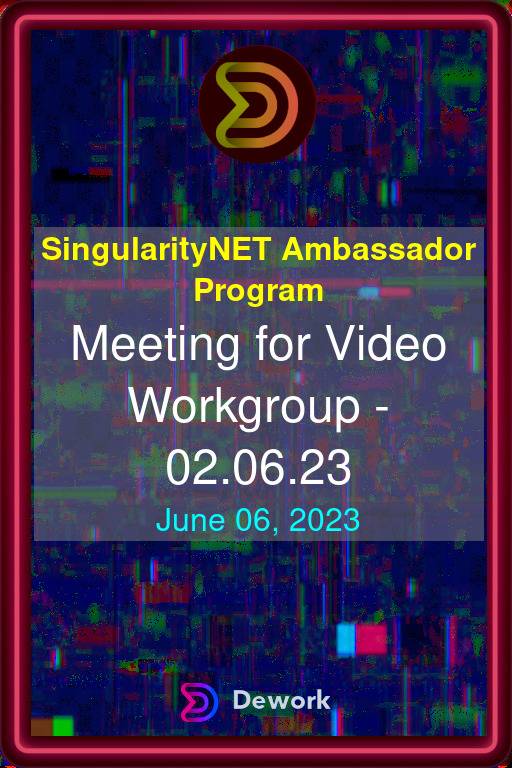 SingularityNET Ambassador
Program
Meeting for Video
Workgroup -
02.06.23
June 06, 2023
Dework